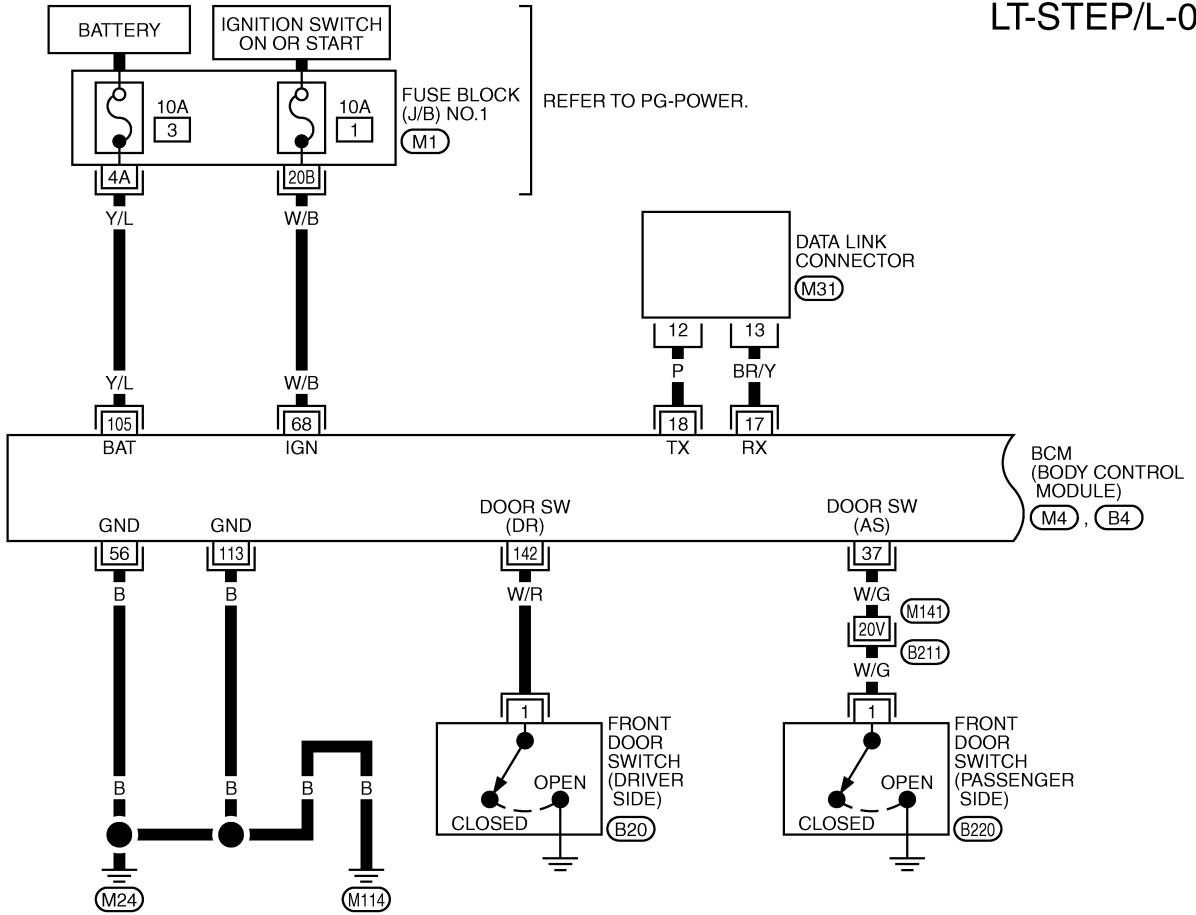 LT-STEP/L-0
BATTERY
IGNITION SWITCH
ON OR START
10A
3
10A
1
FUSE BLOCK
(J/B) NO.1
M1
REFER TO PG-POWER.
4A
20B
Y/L
W/B
DATA LINK
CONNECTOR
M31
12
13
P
BR/Y
Y/L
W/B
105
68
18
17
BAT
IGN
TX
RX
BCM
(BODY CONTROL
MODULE)
M4 , B4
GND
GND
DOOR SW
(DR)
DOOR SW
(AS)
56
113
142
37
B
B
W/R
W/G
M141
20V
B211
W/G
1
1
FRONT
DOOR
SWITCH
(DRIVER
SIDE)
B20
OPEN
CLOSED
FRONT
DOOR
SWITCH
(PASSENGER
SIDE)
B220
OPEN
CLOSED
B
B
B
B
M24
M114